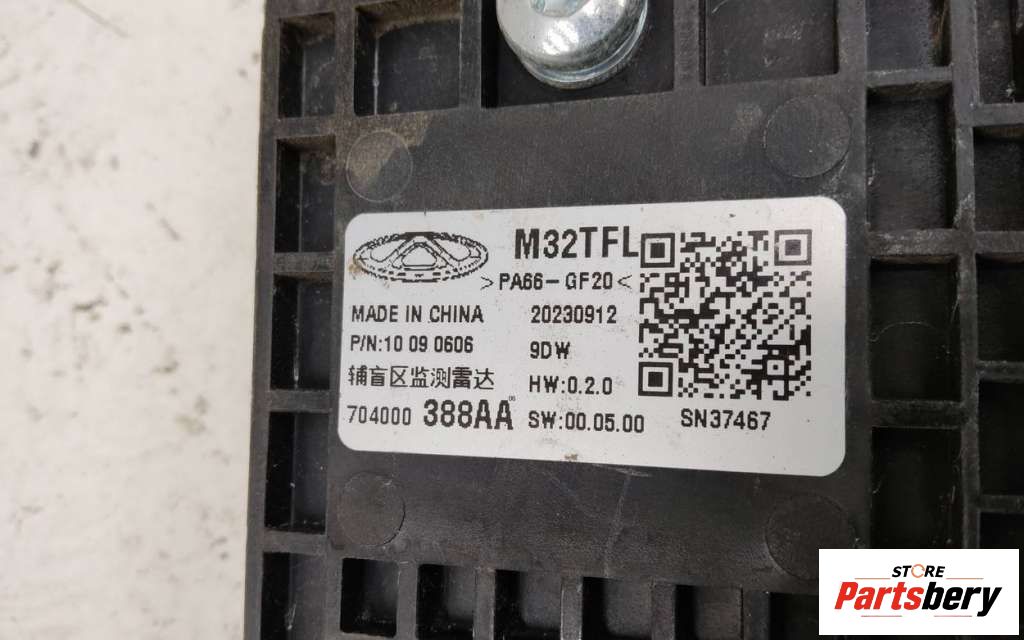 M32TFL
>PA66-GF20<
MADE IN CHINA 20230912
P/N:10 09 0606 9DW
辅盲区监测雷达 HW:0.2.0
704000 388AA 06 SW:00.05.00 SN37467
STORE
Partsbery